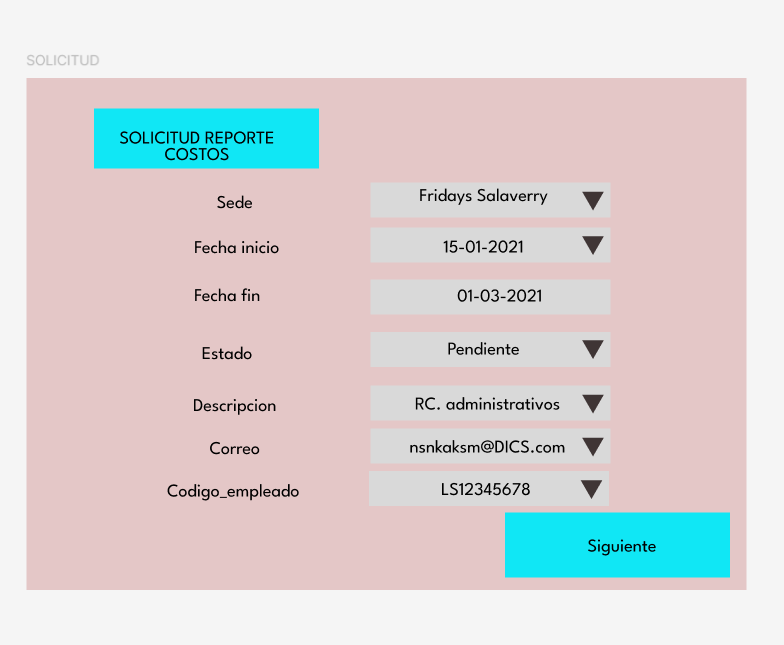 SOLICITUD
SOLICITUD REPORTE
COSTOS
Sede
Fridays Salaverry
Fecha inicio
15-01-2021
Fecha fin
01-03-2021
Estado
Pendiente
Descripcion
RC. administrativos
Correo
nsnkaksm@DICS.com
Codigo_empleado
LS12345678
Siguiente